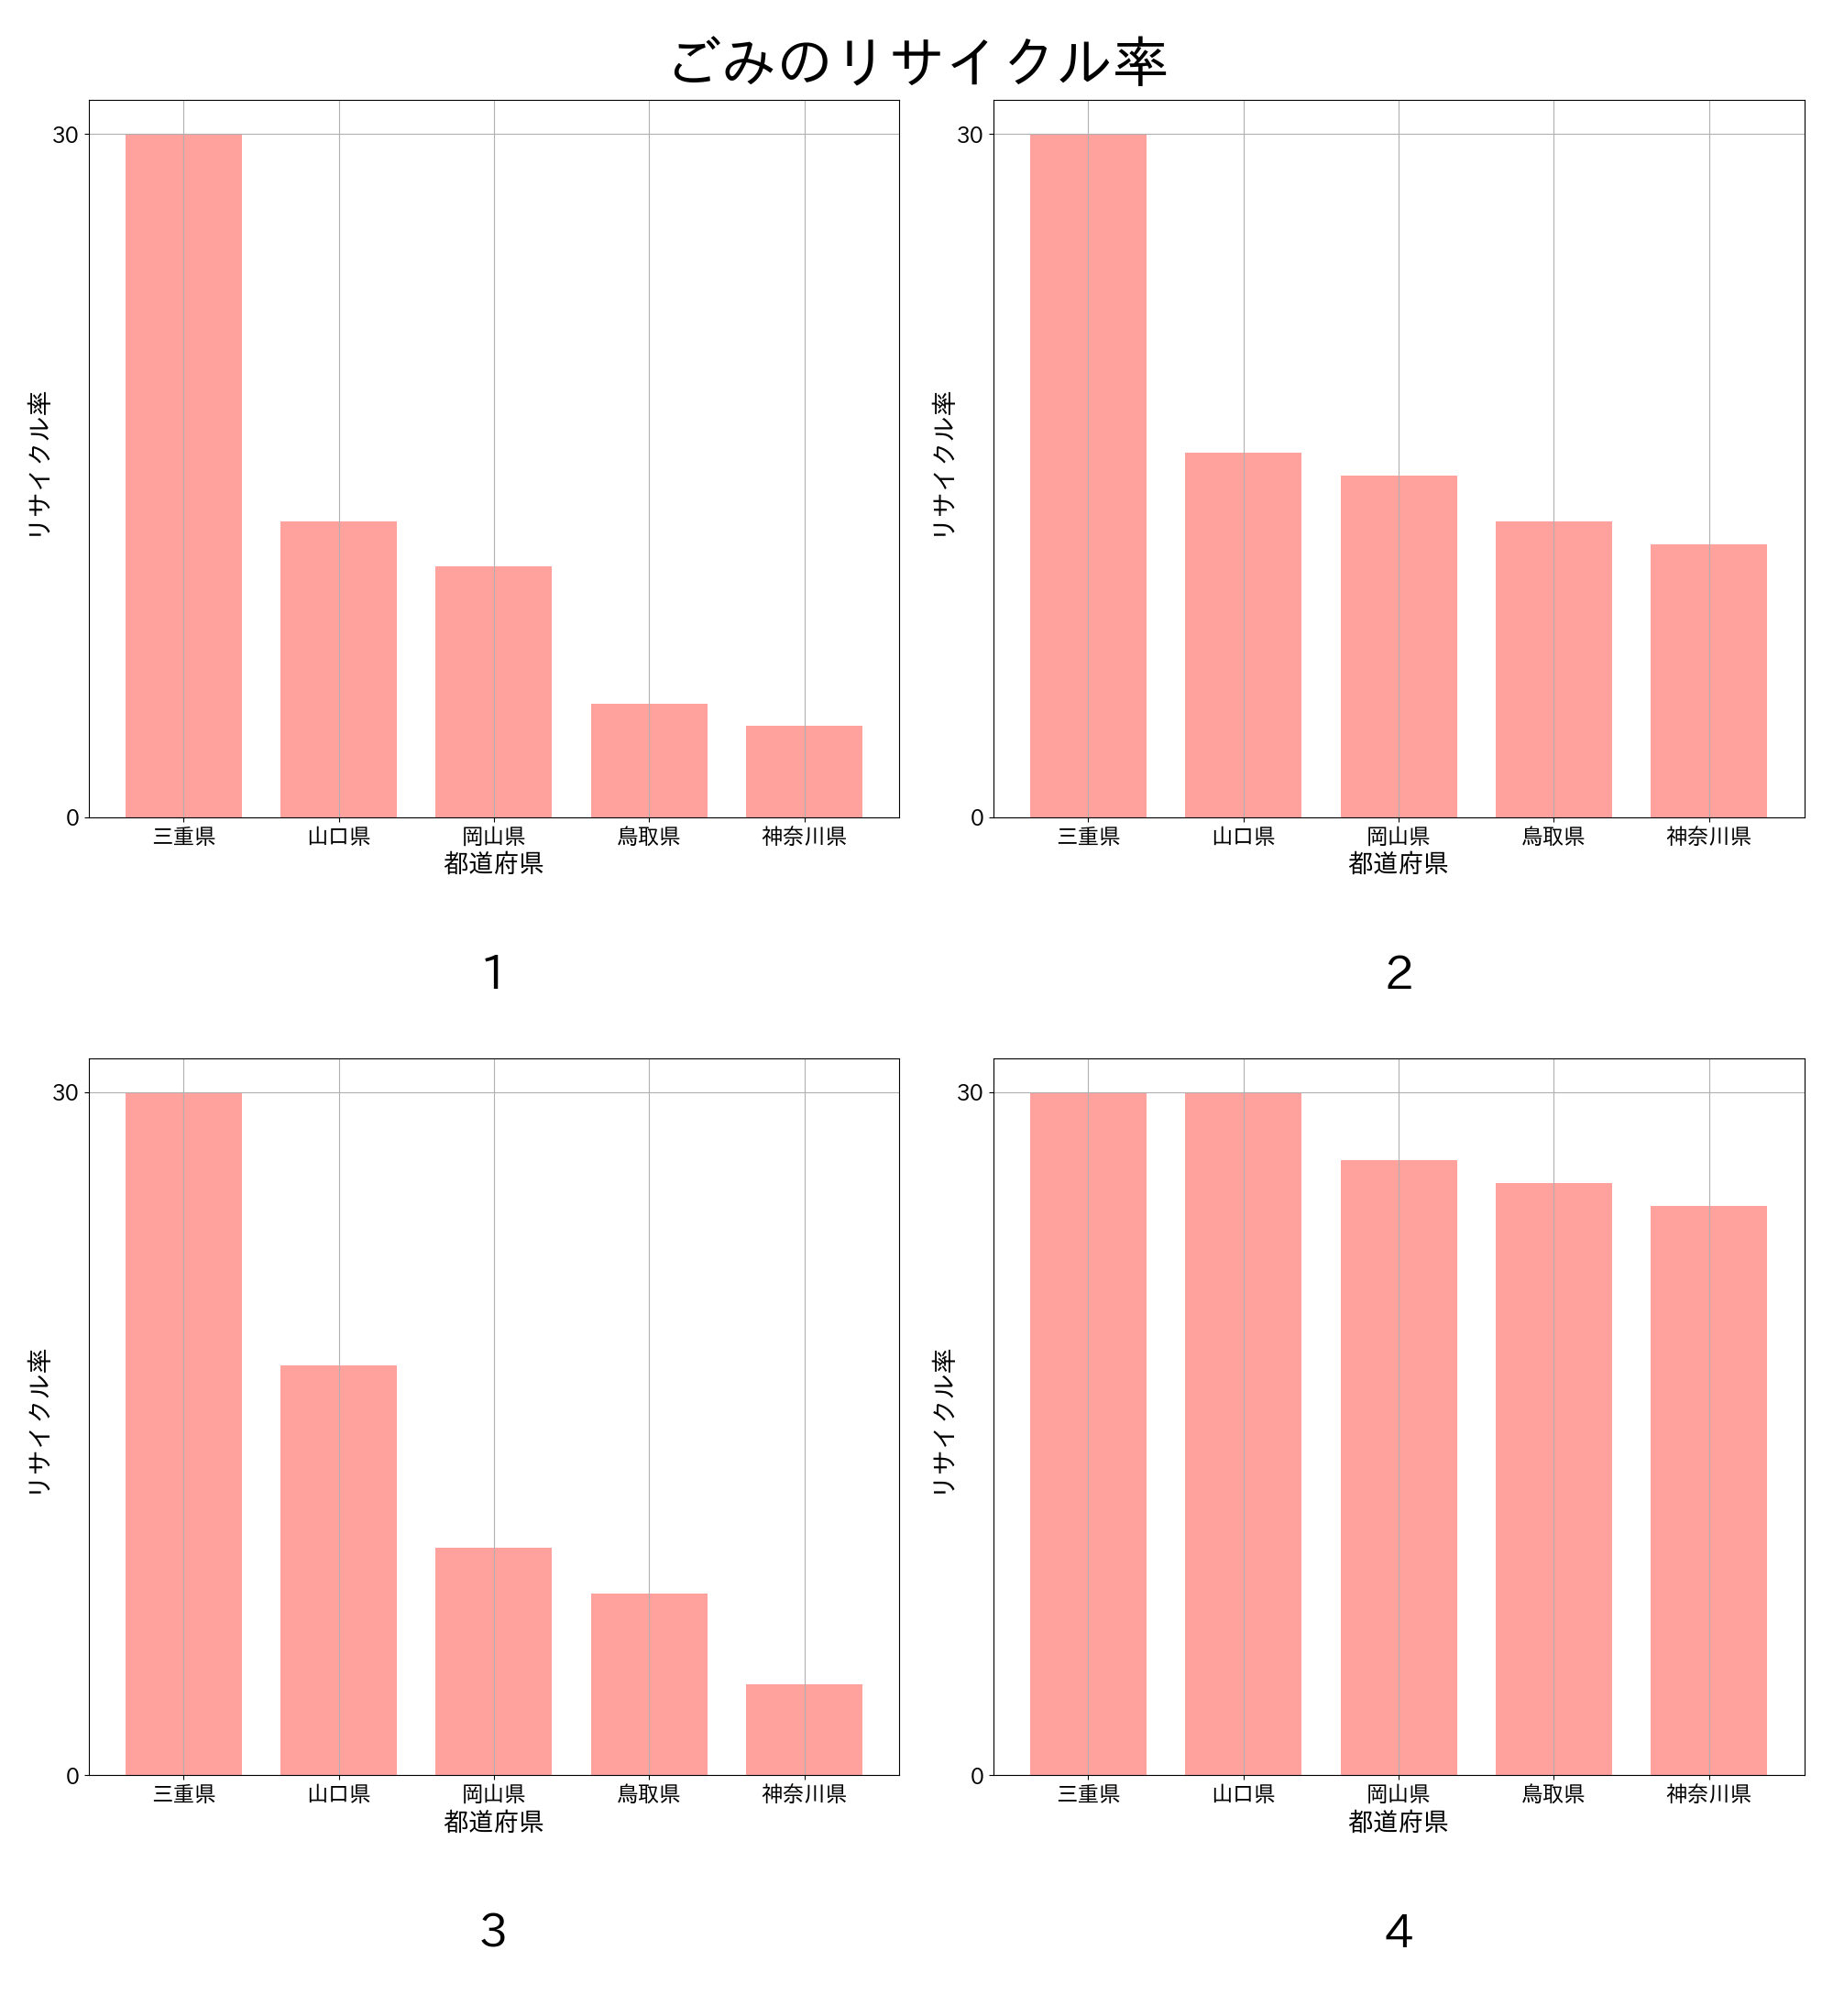 ごみのリサイクル率
30
0
リサイクル率
三重県 山口県 岡山県 鳥取県 神奈川県
都道府県
1
30
0
リサイクル率
三重県 山口県 岡山県 鳥取県 神奈川県
都道府県
2
30
0
リサイクル率
三重県 山口県 岡山県 鳥取県 神奈川県
都道府県
3
30
0
リサイクル率
三重県 山口県 岡山県 鳥取県 神奈川県
都道府県
4